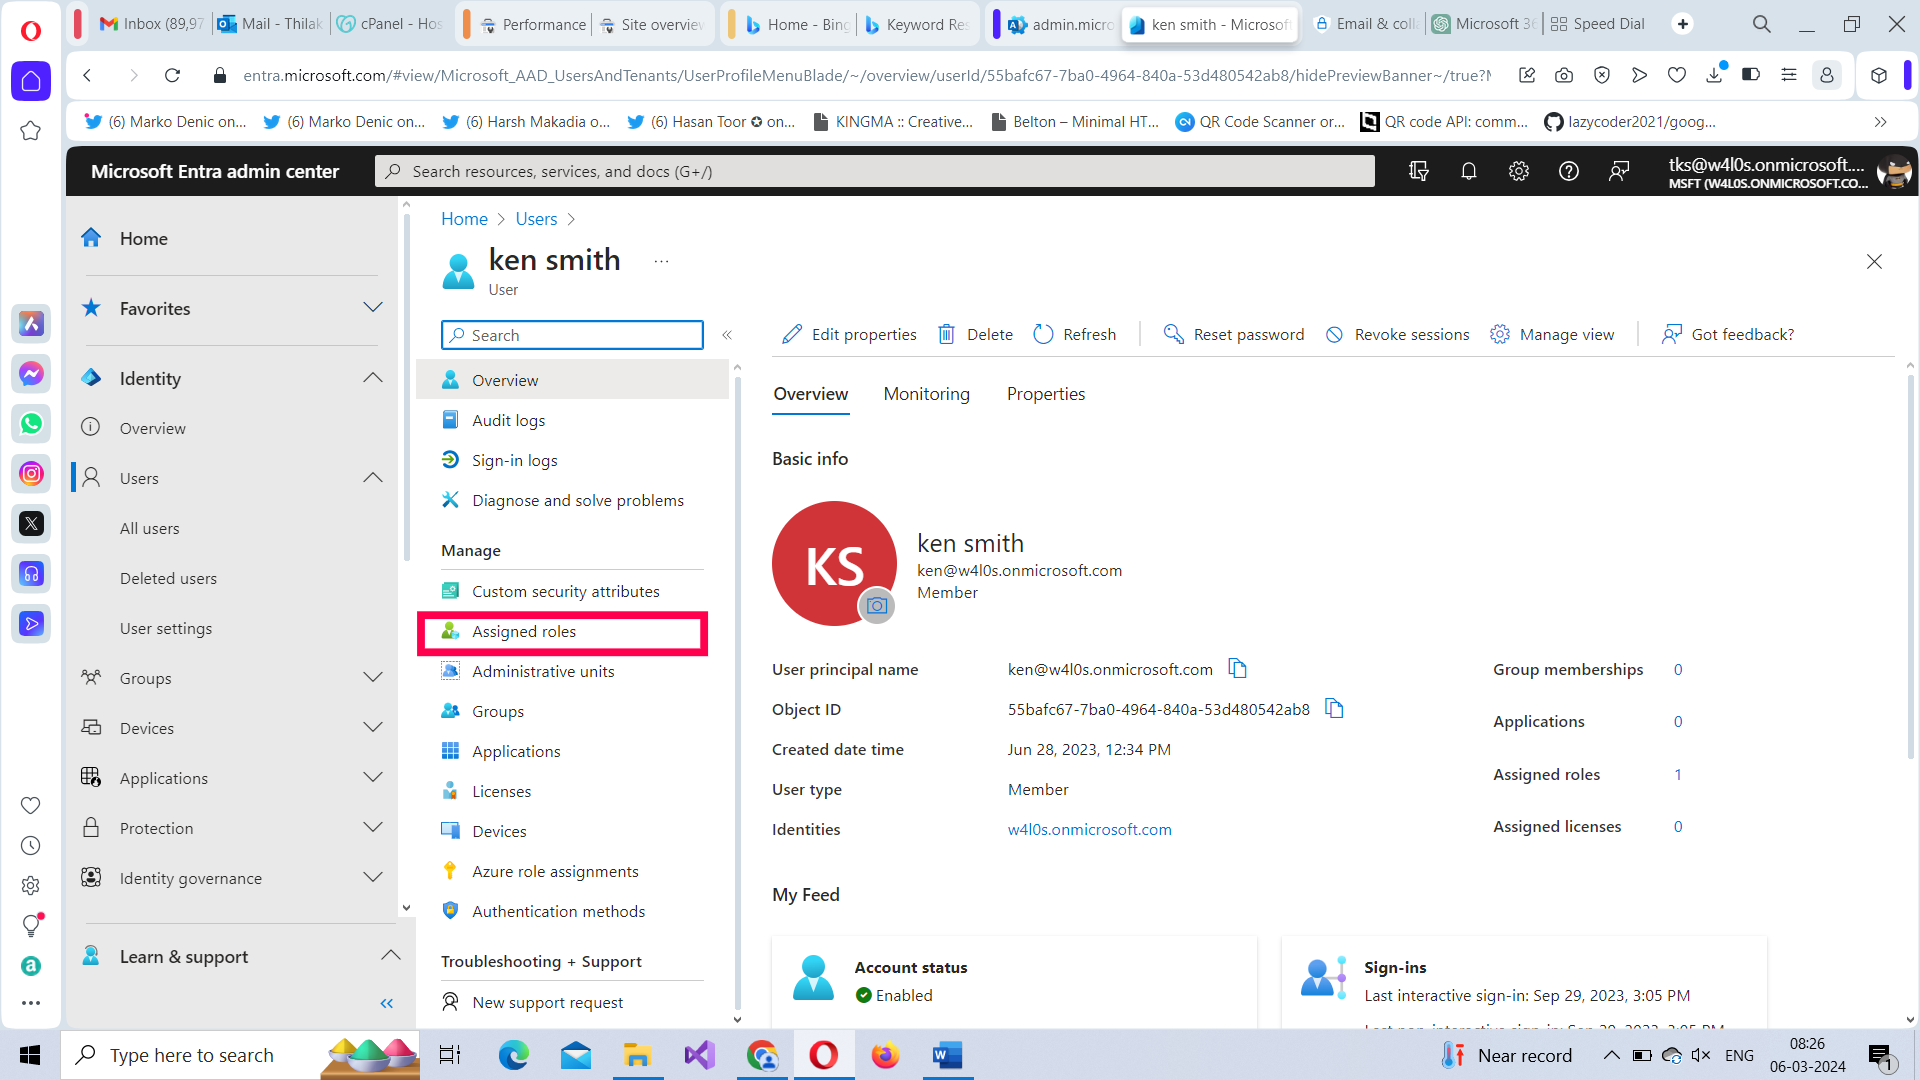 Inbox (89,97
Mail - Thilak
cPanel - Hos
Performance
Site overview
Home - Bing
Keyword Res
admin.micro
ken smith - Microsoft
Email & coll
Microsoft 36
Speed Dial
entra.microsoft.com/#view/Microsoft_AAD_UsersAndTenants/UserProfileMenuBlade/~/overview/userId/55bafc67-7ba0-4964-840a-53d480542ab8/hidePreviewBanner~/true?M
(6) Marko Denic on...
(6) Marko Denic on...
(6) Harsh Makadia o...
(6) Hasan Toor ✪ on...
KINGMA :: Creative...
Belton – Minimal HT...
QR Code Scanner or...
QR code API: comm...
lazycoder2021/goog...
Microsoft Entra admin center
Search resources, services, and docs (G+/)
tks@w4l0s.onmicrosoft....
MSFT (W4L0S.ONMICROSOFT.CO...
Home
Favorites
Identity
Overview
Users
All users
Deleted users
User settings
Groups
Devices
Applications
Protection
Identity governance
Learn & support
Home > Users >
ken smith ...
User
Search
Overview
Audit logs
Sign-in logs
Diagnose and solve problems
Manage
Custom security attributes
Assigned roles
Administrative units
Groups
Applications
Licenses
Devices
Azure role assignments
Authentication methods
Troubleshooting + Support
New support request
Edit properties
Delete
Refresh
Reset password
Revoke sessions
Manage view
Got feedback?
Overview
Monitoring
Properties
Basic info
KS
ken smith
ken@w4l0s.onmicrosoft.com
Member
User principal name ken@w4l0s.onmicrosoft.com
Object ID 55bafc67-7ba0-4964-840a-53d480542ab8
Created date time Jun 28, 2023, 12:34 PM
User type Member
Identities w4l0s.onmicrosoft.com
Group memberships 0
Applications 0
Assigned roles 1
Assigned licenses 0
My Feed
Account status
Enabled
Sign-ins
Last interactive sign-in: Sep 29, 2023, 3:05 PM
Last non-interactive sign-in: Sep 29, 2023, 3:05 PM
Type here to search
Near record
ENG
08:26
06-03-2024
1